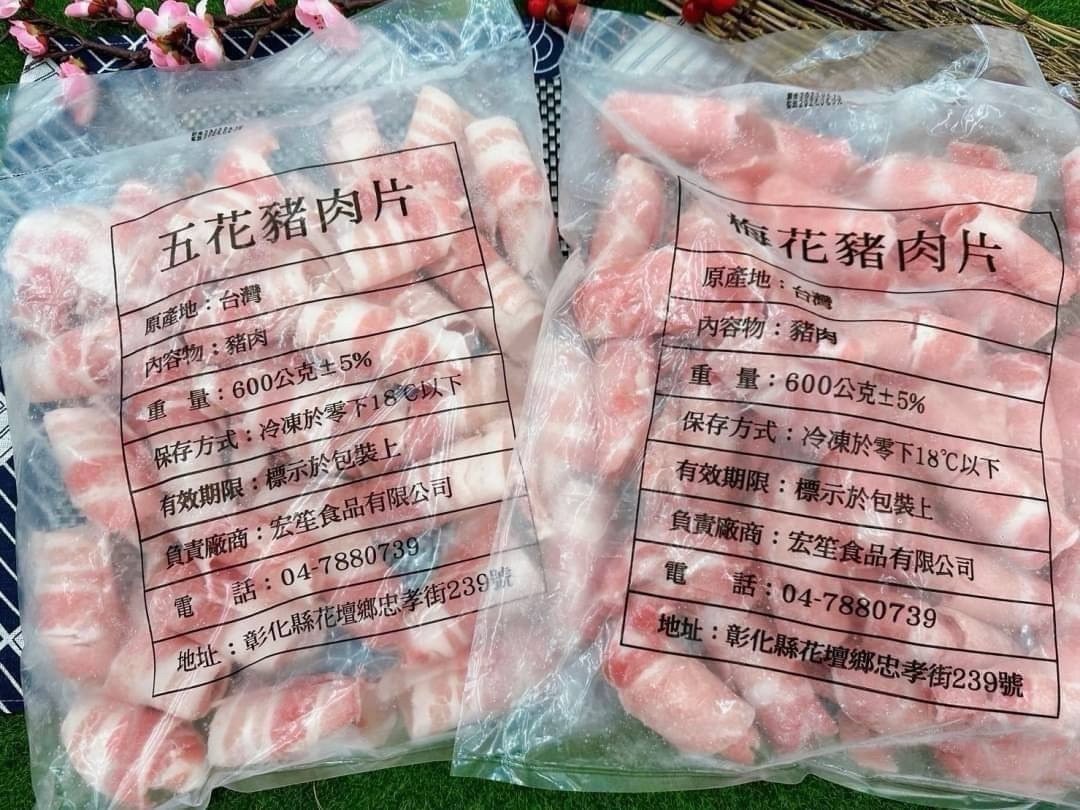 五花豬肉片
原產地：台灣
內容物：豬肉
重　量：600公克±5%
保存方式：冷凍於零下18℃以下
有效期限：標示於包裝上
負責廠商：宏笙食品有限公司
電　話：04-7880739
地址：彰化縣花壇鄉忠孝街239號
梅花豬肉片
原產地：台灣
內容物：豬肉
重　量：600公克±5%
保存方式：冷凍於零下18℃以下
有效期限：標示於包裝上
負責廠商：宏笙食品有限公司
電　話：04-7880739
地址：彰化縣花壇鄉忠孝街239號